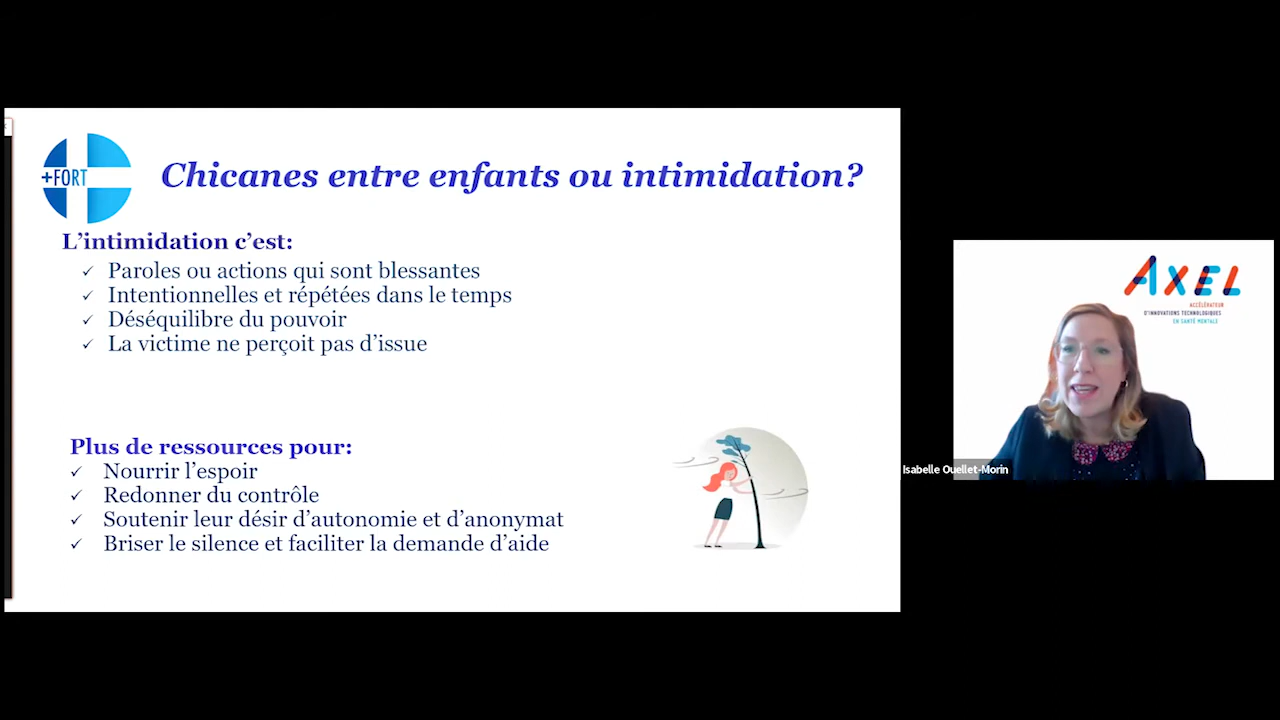 +FORT
Chicanes entre enfants ou intimidation?
L’intimidation c’est:
✓ Paroles ou actions qui sont blessantes
✓ Intentionnelles et répétées dans le temps
✓ Déséquilibre du pouvoir
✓ La victime ne perçoit pas d’issue
Plus de ressources pour:
✓ Nourrir l’espoir
✓ Redonner du contrôle
✓ Soutenir leur désir d’autonomie et d’anonymat
✓ Briser le silence et faciliter la demande d’aide
AXEL
ACCÉLÉRATEUR
D’INNOVATIONS TECHNOLOGIQUES
EN SANTÉ MENTALE
Isabelle Ouellet-Morin